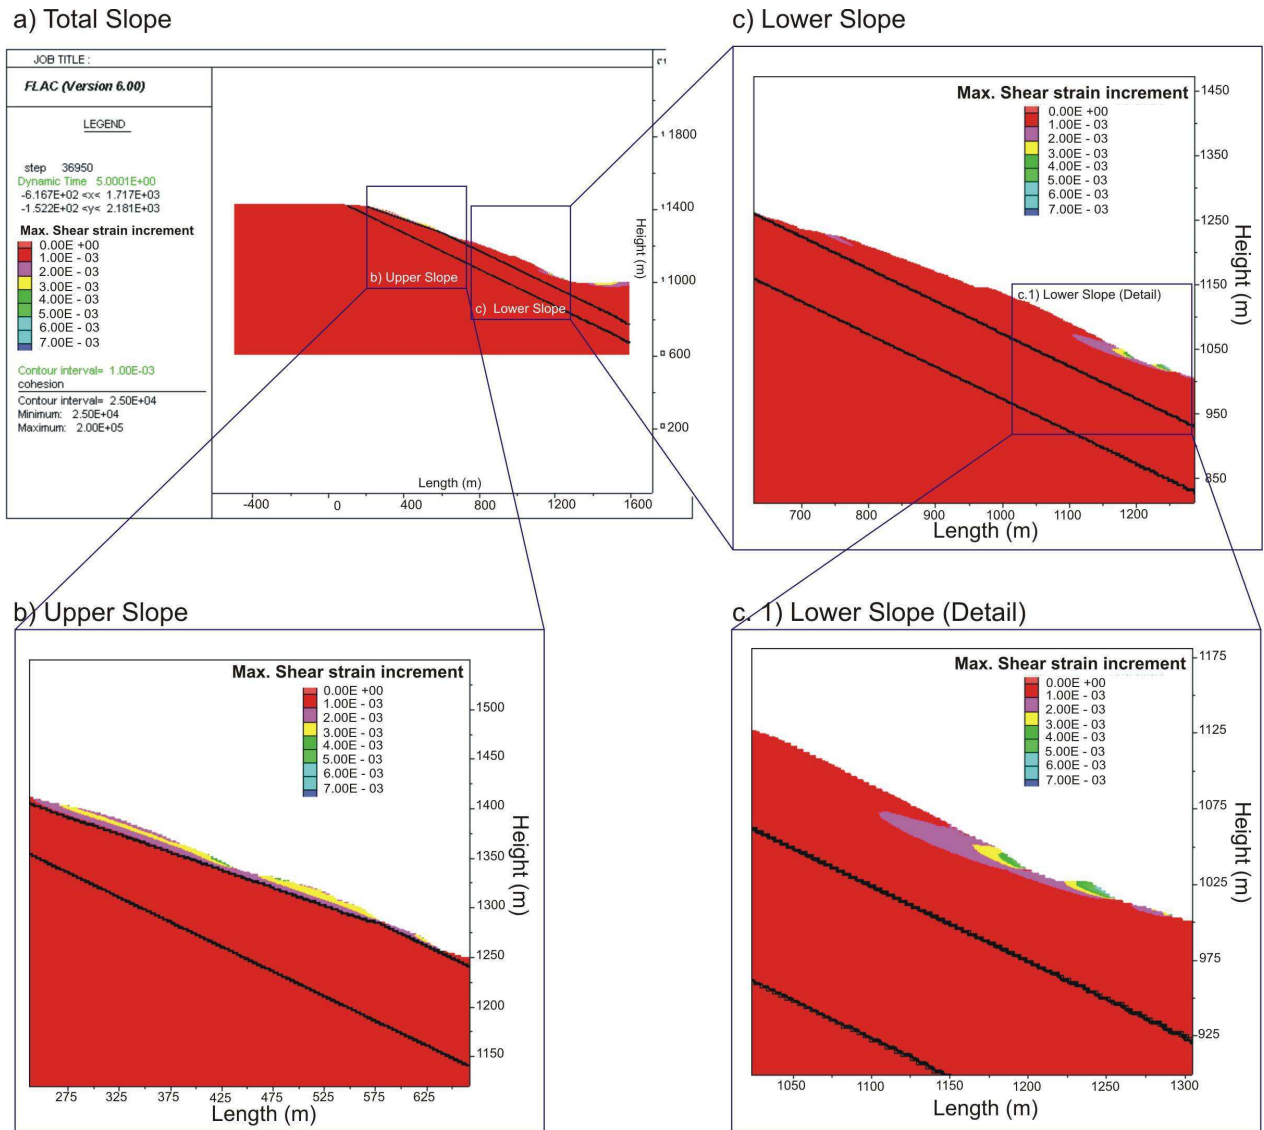 a) Total Slope
JOB TITLE :
FLAC (Version 6.00)
LEGEND
step 36950
Dynamic Time 5.0001E+00
-6.167E+02 <x< 1.717E+03
-1.522E+02 <y< 2.181E+03
Max. Shear strain increment
0.00E +00
1.00E - 03
2.00E - 03
3.00E - 03
4.00E - 03
5.00E - 03
6.00E - 03
7.00E - 03
Contour interval= 1.00E-03
cohesion
Contour interval= 2.50E+04
Minimum: 2.50E+04
Maximum: 2.00E+05
b) Upper Slope
c) Lower Slope
1800
1400
1000
600
200
Height (m)
Length (m)
-400
0
400
800
1200
1600
c) Lower Slope
Max. Shear strain increment
0.00E +00
1.00E - 03
2.00E - 03
3.00E - 03
4.00E - 03
5.00E - 03
6.00E - 03
7.00E - 03
c.1) Lower Slope (Detail)
1450
1350
1250
1150
1050
950
850
Height (m)
700
800
900
1000
1100
1200
Length (m)
b) Upper Slope
Max. Shear strain increment
0.00E +00
1.00E - 03
2.00E - 03
3.00E - 03
4.00E - 03
5.00E - 03
6.00E - 03
7.00E - 03
1500
1450
1400
1350
1300
1250
1200
1150
Height (m)
275
325
375
425
475
525
575
625
Length (m)
c. 1) Lower Slope (Detail)
Max. Shear strain increment
0.00E +00
1.00E - 03
2.00E - 03
3.00E - 03
4.00E - 03
5.00E - 03
6.00E - 03
7.00E - 03
1175
1125
1075
1025
975
925
Height (m)
1050
1100
1150
1200
1250
1300
Length (m)